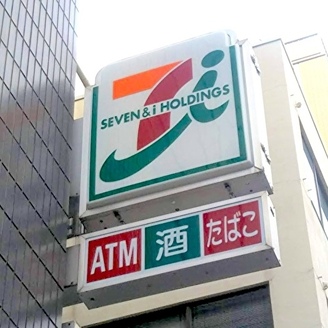 SEVEN & i HOLDINGS
ATM 酒 たばこ